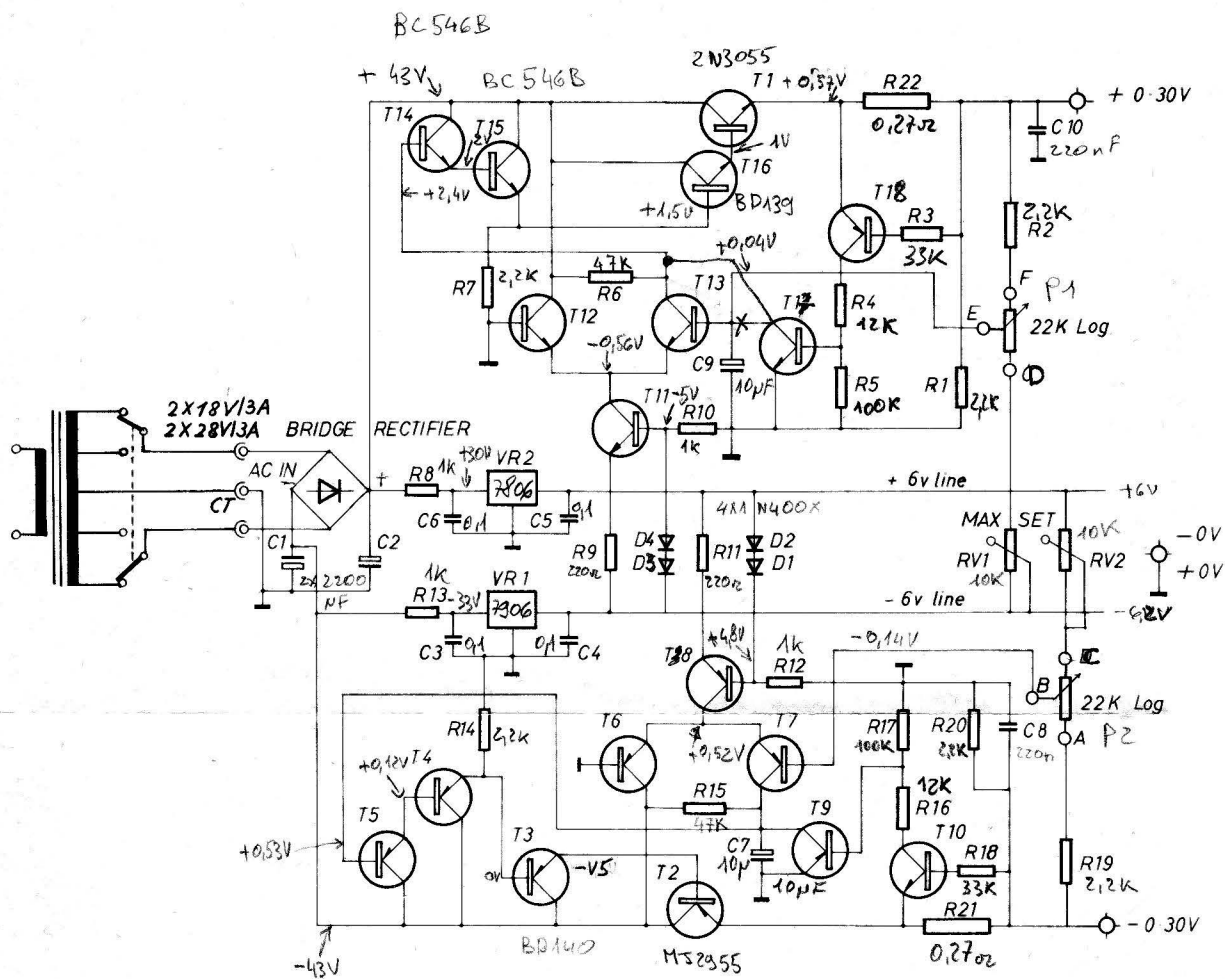 BC546B
+ 43V
BC546B
2N3055
T1
+ 0,57V
R22
0,27Ω
+ 0·30V
T14
T15
2V
1V
C10
220nF
T16
BD139
+2,4V
+1,5V
T18
R3
33K
2,2K
R2
+0,04V
47K
R6
R7
2,2K
T12
T13
F
P1
E
22K Log
R4
12K
-0,56V
C9
10µF
D
R5
100K
R1
2,2K
T11
-5V
R10
1K
2X18V/3A
2X28V/3A
BRIDGE RECTIFIER
AC IN
+
R8
1K
+30V
VR2
7806
+ 6v line
+6V
CT
C6
0,1
C5
0,1
4X1N400X
MAX SET
10K
-0V
+0V
C1
C2
2X2200
µF
R9
220Ω
D4
D3
R11
220Ω
D2
D1
RV1
10K
RV2
1K
R13
-33V
VR1
7906
- 6v line
-6,2V
C3
0,1
0,1
C4
+4,8V
-0,14V
1K
R12
C
B
22K Log
A
P2
R14
2,2K
T6
T7
+0,52V
R17
100K
R20
2,2K
C8
220n
+0,12V
T4
R15
47K
12K
R16
T9
T10
T5
T3
C7
10µ
10µF
R18
33K
+0,53V
0V
-V5
T2
R19
2,2K
R21
0,27Ω
- 0·30V
-43V
BD140
MJ2955